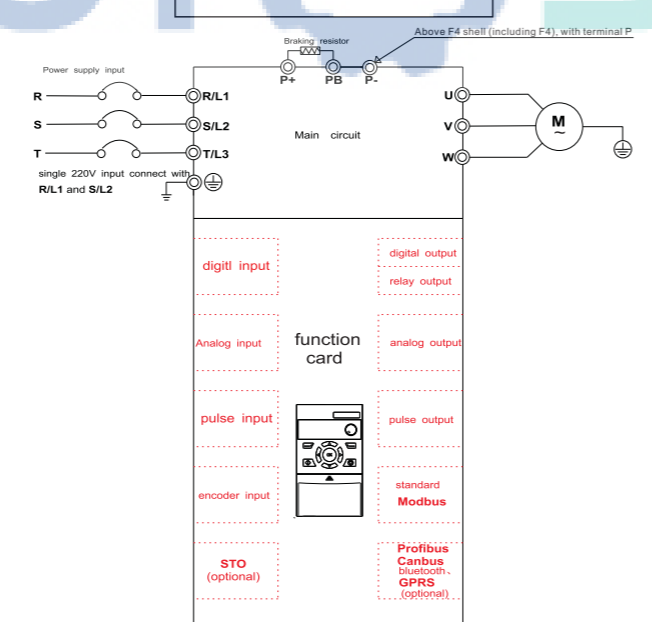 Above F4 shell (including F4), with terminal P
Braking resistor
P+ PB P-
Power supply input
R
R/L1
S
S/L2
T
T/L3
single 220V input connect with
R/L1 and S/L2
Main circuit
U
V
W
M
~
digitl input
digital output
relay output
Analog input
function
card
analog output
pulse input
pulse output
encoder input
standard
Modbus
STO
(optional)
Profibus
Canbus
bluetooth、
GPRS
(optional)